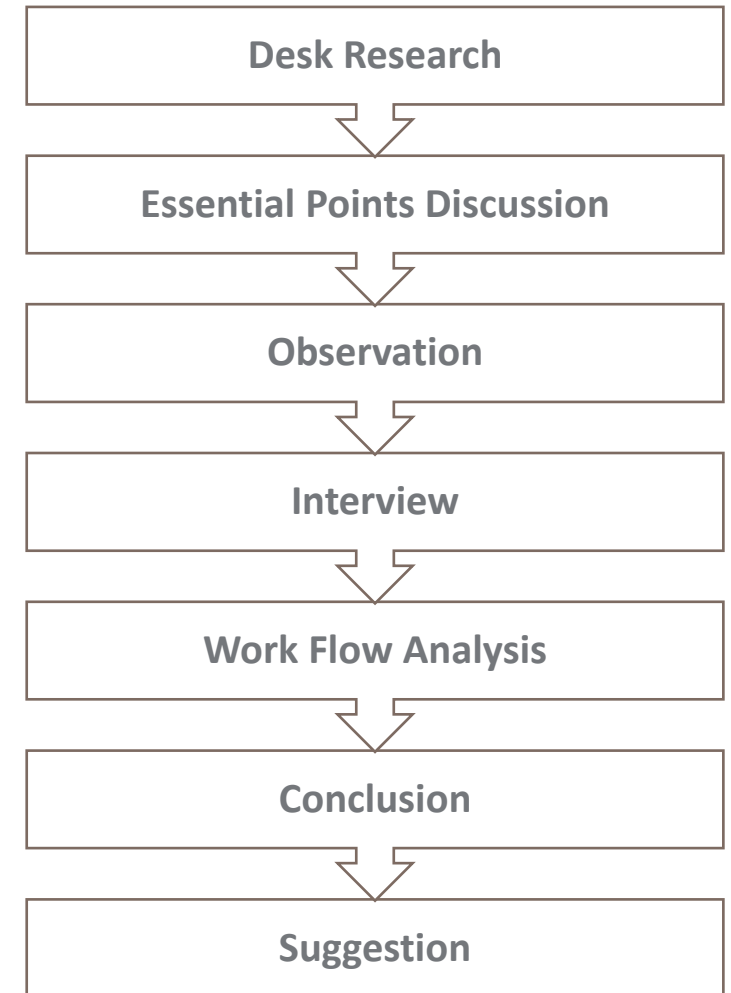 Desk Research
Essential Points Discussion
Observation
Interview
Work Flow Analysis
Conclusion
Suggestion